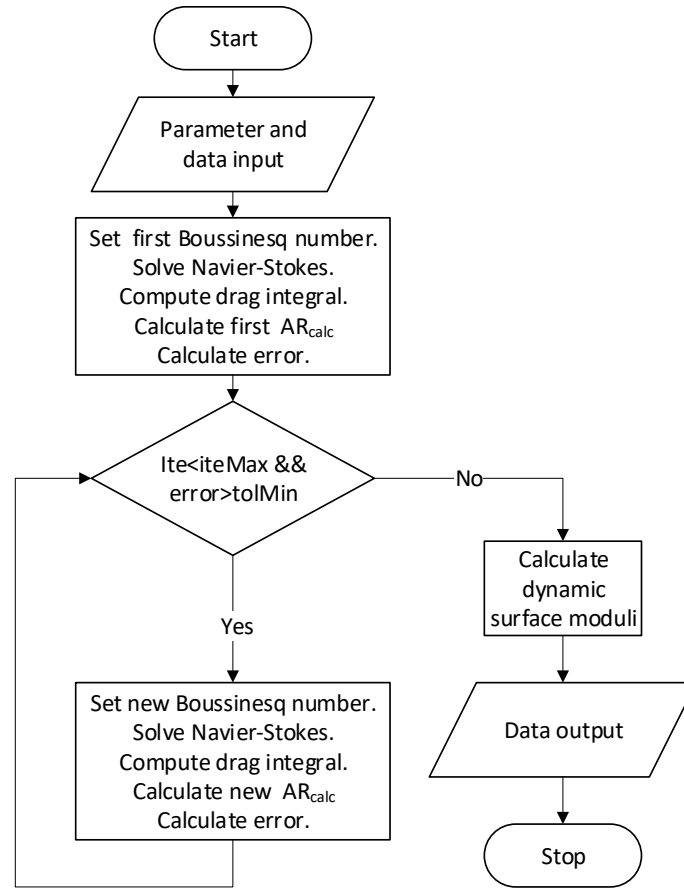 Start
Parameter and
data input
Set first Boussinesq number.
Solve Navier-Stokes.
Compute drag integral.
Calculate first ARcalc
Calculate error.
Ite<iteMax &&
error>tolMin
No
Yes
Calculate
dynamic
surface moduli
Set new Boussinesq number.
Solve Navier-Stokes.
Compute drag integral.
Calculate new ARcalc
Calculate error.
Data output
Stop